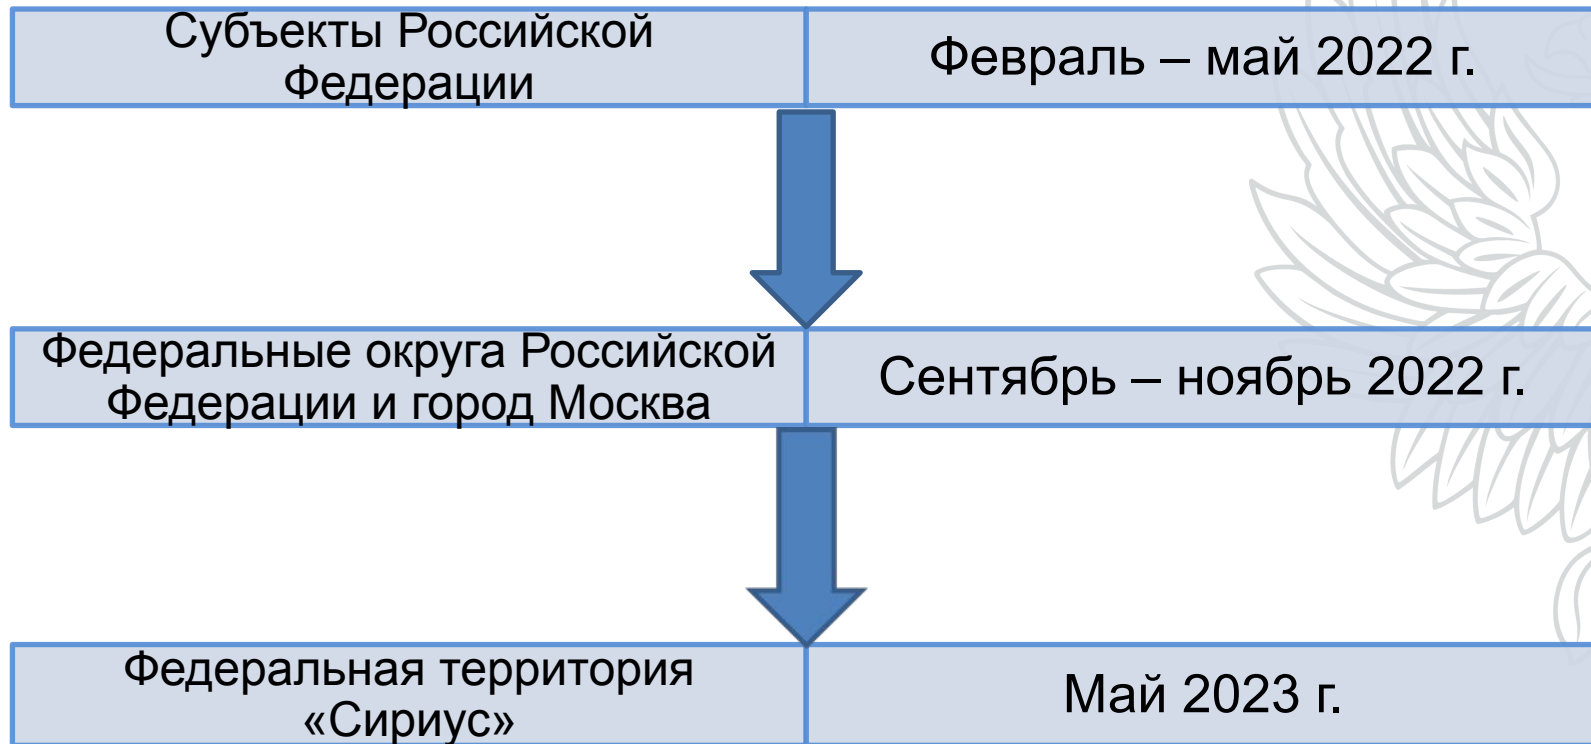 Субъекты Российской
Федерации
Февраль – май 2022 г.
Федеральные округа Российской
Федерации и город Москва
Сентябрь – ноябрь 2022 г.
Федеральная территория
«Сириус»
Май 2023 г.